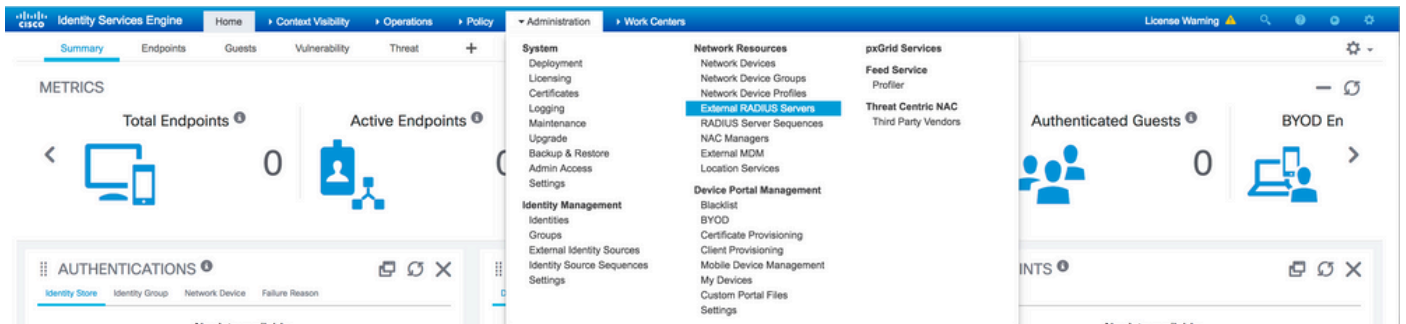 cisco Identity Services Engine Home Context Visibility Operations Policy Administration Work Centers License Warning
Summary Endpoints Guests Vulnerability Threat +
METRICS
Total Endpoints
0
Active Endpoints
System
Deployment
Licensing
Certificates
Logging
Maintenance
Upgrade
Backup & Restore
Admin Access
Settings
Identity Management
Identities
Groups
External Identity Sources
Identity Source Sequences
Settings
Network Resources
Network Devices
Network Device Groups
Network Device Profiles
External RADIUS Servers
RADIUS Server Sequences
NAC Managers
External MDM
Location Services
Device Portal Management
Blacklist
BYOD
Certificate Provisioning
Client Provisioning
Mobile Device Management
My Devices
Custom Portal Files
Settings
pxGrid Services
Feed Service
Profiler
Threat Centric NAC
Third Party Vendors
Authenticated Guests
0
BYOD En
AUTHENTICATIONS
Identity Store Identity Group Network Device Failure Reason
INTS